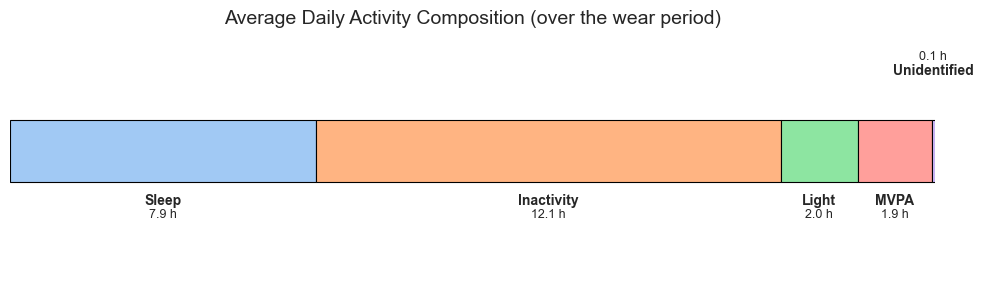 Average Daily Activity Composition (over the wear period)
0.1 h
Unidentified
Sleep
7.9 h
Inactivity
12.1 h
Light
2.0 h
MVPA
1.9 h